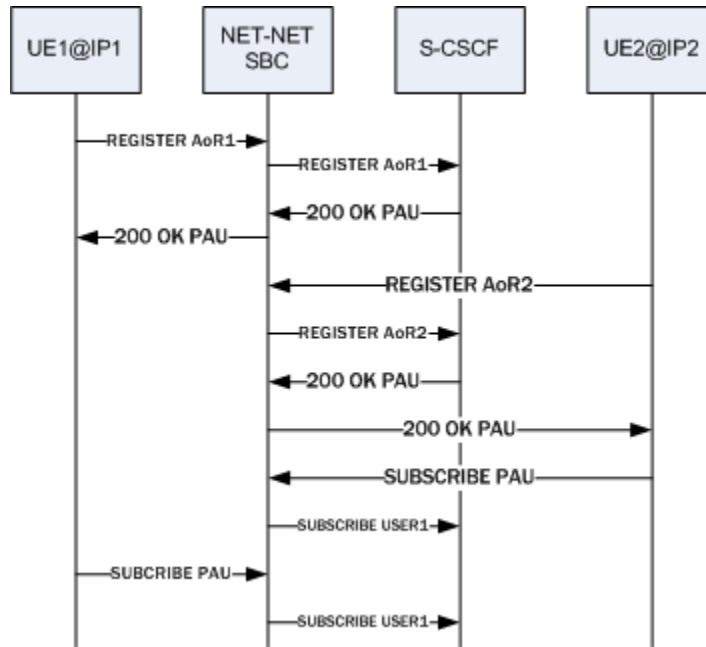 UE1@IP1
NET-NET
SBC
S-CSCF
UE2@IP2
REGISTER AoR1
REGISTER AoR1
200 OK PAU
200 OK PAU
REGISTER AoR2
REGISTER AoR2
200 OK PAU
200 OK PAU
SUBSCRIBE PAU
SUBSCRIBE USER1
SUBCRIBE PAU
SUBSCRIBE USER1